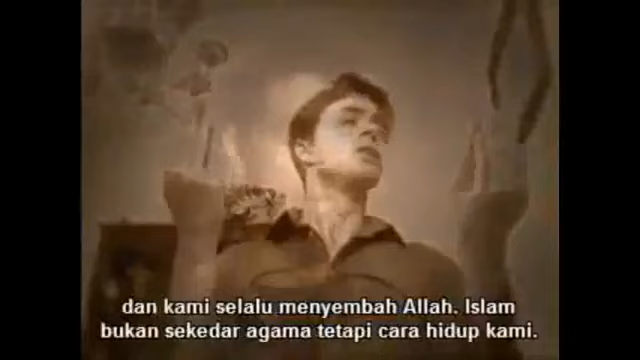 dan kami selalu menyembah Allah. Islam
bukan sekedar agama tetapi cara hidup kami.